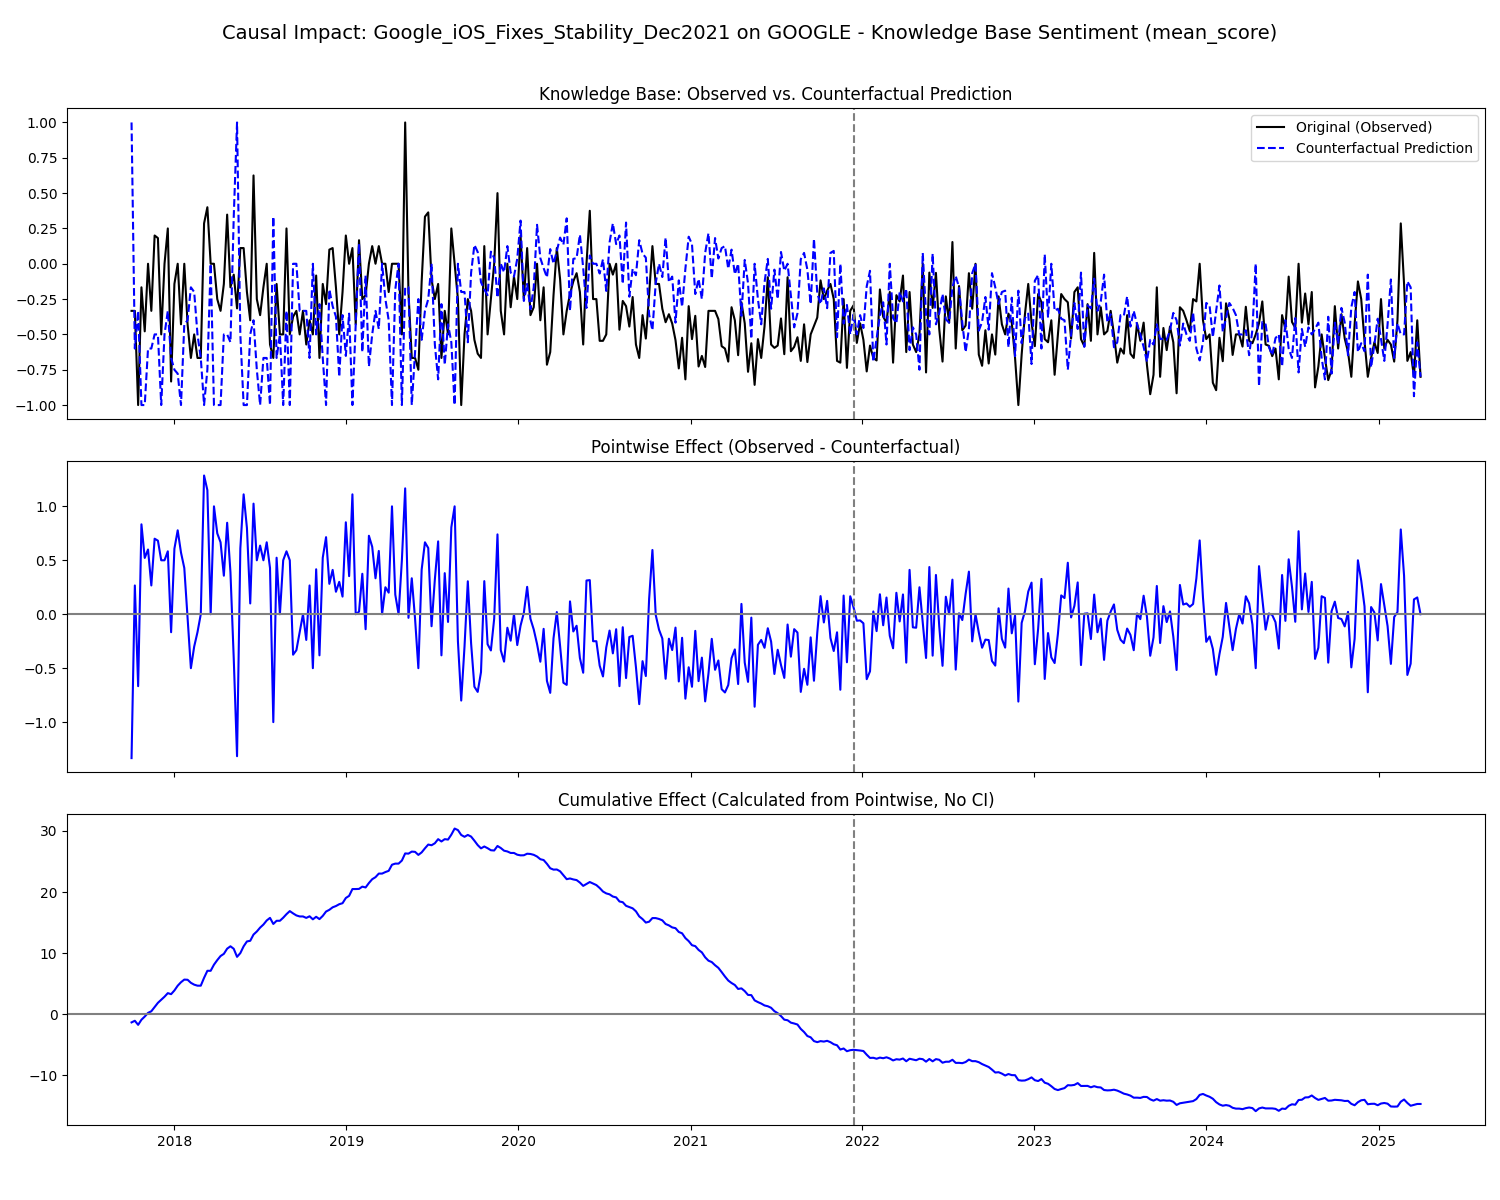 Causal Impact: Google_iOS_Fixes_Stability_Dec2021 on GOOGLE - Knowledge Base Sentiment (mean_score)
Knowledge Base: Observed vs. Counterfactual Prediction
Original (Observed)
Counterfactual Prediction
1.00
0.75
0.50
0.25
0.00
−0.25
−0.50
−0.75
−1.00
Pointwise Effect (Observed - Counterfactual)
1.0
0.5
0.0
−0.5
−1.0
Cumulative Effect (Calculated from Pointwise, No CI)
30
20
10
0
−10
2018 2019 2020 2021 2022 2023 2024 2025